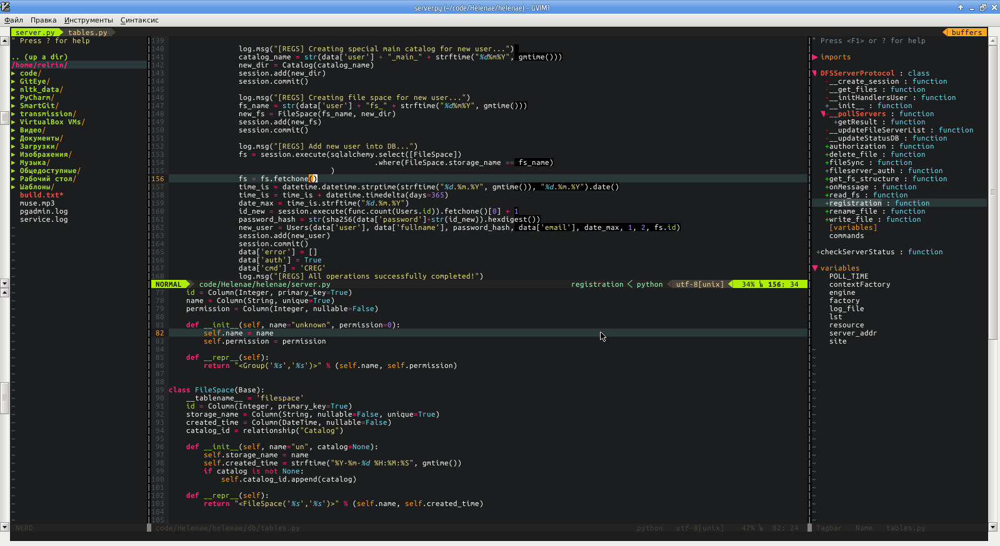 server.py (~/code/Helenae/helenae) - GVIM1
Файл Правка Инструменты Синтаксис
server.py tables.py buffers
" Press ? for help
.. (up a dir)
/home/relrin/
▶ code/
▶ GitEye/
▶ nltk_data/
▶ PyCharm/
▶ SmartGit/
▶ transmission/
▶ VirtualBox VMs/
▶ Видео/
▶ Документы/
▶ Загрузки/
▶ Изображения/
▶ Музыка/
▶ Общедоступные/
▶ Рабочий стол/
▶ Шаблоны/
build.txt*
muse.mp3
pgadmin.log
service.log
NERD
139
140 log.msg("[REGS] Creating special main catalog for new user...")
141 catalog_name = str(data['user'] + "_main_" + strftime("%d%m%Y", gmtime()))
142 new_dir = Catalog(catalog_name)
143 session.add(new_dir)
144 session.commit()
145
146 log.msg("[REGS] Creating file space for new user...")
147 fs_name = str(data['user'] + "fs_" + strftime("%d%m%Y", gmtime()))
148 new_fs = FileSpace(fs_name, new_dir)
149 session.add(new_fs)
150 session.commit()
151
152 log.msg("[REGS] Add new user into DB...")
153 fs = session.execute(sqlalchemy.select([FileSpace])
154 .where(FileSpace.storage_name == fs_name)
155 )
156 fs = fs.fetchone()
157 time_is = datetime.datetime.strptime(strftime("%d.%m.%Y", gmtime()), "%d.%m.%Y").date()
158 time_is = time_is + datetime.timedelta(days=365)
159 date_max = time_is.strftime("%d.%m.%Y")
160 id_new = session.execute(func.count(Users.id)).fetchone()[0] + 1
161 password_hash = str(sha256(data['password']+str(id_new)).hexdigest())
162 new_user = Users(data['user'], data['fullname'], password_hash, data['email'], date_max, 1, 2, fs.id)
163 session.add(new_user)
164 session.commit()
165 data['error'] = []
166 data['auth'] = True
167 data['cmd'] = 'CREG'
168 log.msg("[REGS] All operations successfully completed!")
NORMAL code/Helenae/helenae/server.py registration < python utf-8[unix] 34% 156: 34
77 id = Column(Integer, primary_key=True)
78 name = Column(String, unique=True)
79 permission = Column(Integer, nullable=False)
80
81 def __init__(self, name="unknown", permission=0):
82 self.name = name
83 self.permission = permission
84
85 def __repr__(self):
86 return "<Group('%s','%s')>" % (self.name, self.permission)
87
88
89 class FileSpace(Base):
90 __tablename__ = 'filespace'
91 id = Column(Integer, primary_key=True)
92 storage_name = Column(String, nullable=False, unique=True)
93 created_time = Column(DateTime, nullable=False)
94 catalog_id = relationship("Catalog")
95
96 def __init__(self, name="un", catalog=None):
97 self.storage_name = name
98 self.created_time = strftime("%Y-%m-%d %H:%M:%S", gmtime())
99 if catalog is not None:
100 self.catalog_id.append(catalog)
101
102 def __repr__(self):
103 return "<FileSpace('%s','%s')>" % (self.name, self.created_time)
104
105
code/Helenae/helenae/db/tables.py python utf-8[unix] 47% 82: 24
" Press <F1> or ? for help
▶ imports
▼ DFSServerProtocol : class
-__create_session : function
-__get_files : function
-__initHandlersUser : function
+__init__ : function
▼-__pollServers : function
+getResult : function
-__updateFileServerList : function
-__updateStatusDB : function
+authorization : function
+delete_file : function
+fileSync : function
+fileserver_auth : function
+get_fs_structure : function
+onMessage : function
+read_fs : function
+registration : function
+rename_file : function
+write_file : function
[variables]
commands
+checkServerStatus : function
▼ variables
POLL_TIME
contextFactory
engine
factory
log_file
lst
resource
server_addr
site
Tagbar Name tables.py